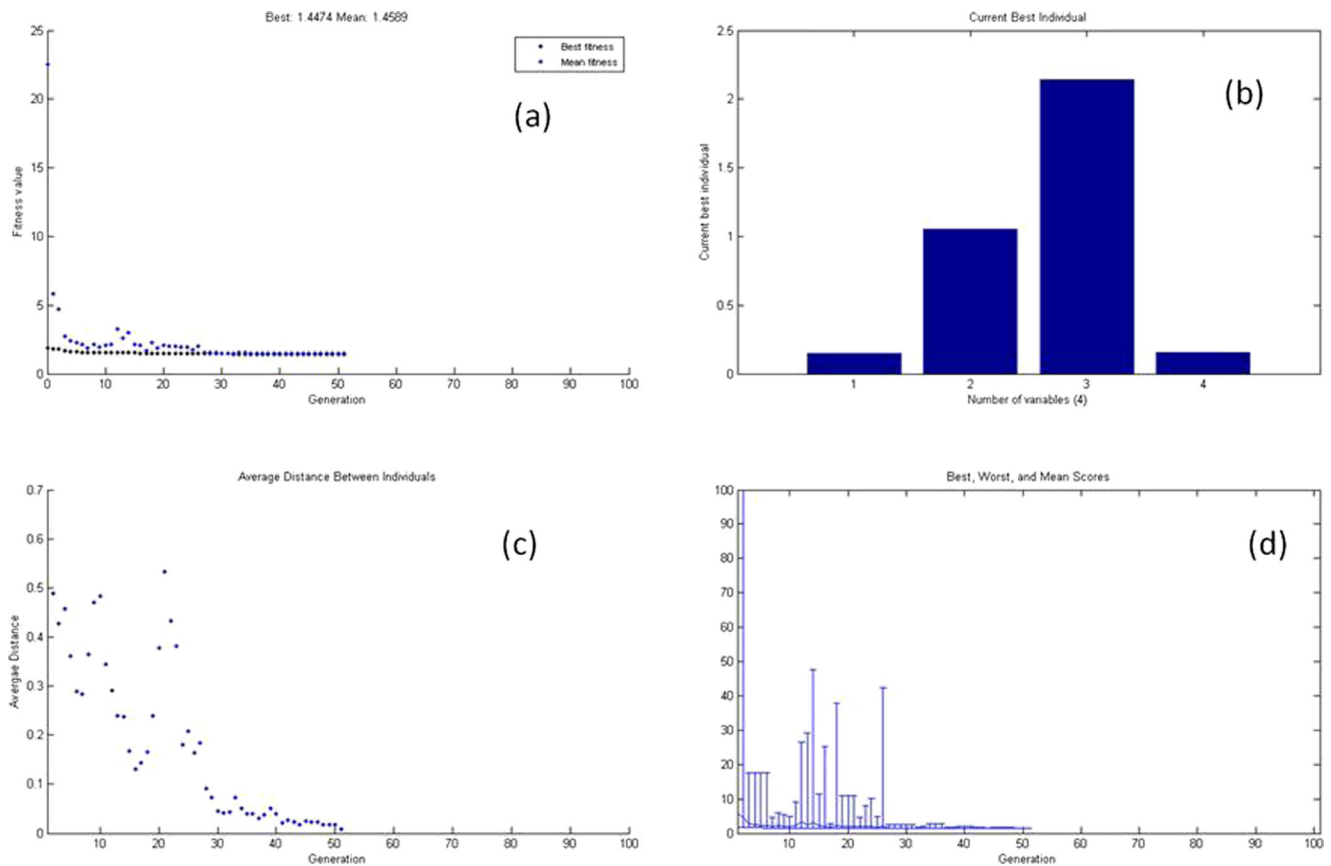 Best: 1.4474 Mean: 1.4589
25
20
15
10
5
0
Fitness value
Best fitness
Mean fitness
(a)
0 10 20 30 40 50 60 70 80 90 100
Generation
Current Best Individual
2.5
2
1.5
1
0.5
0
Current best individual
(b)
1 2 3 4
Number of variables (4)
Average Distance Between Individuals
0.7
0.6
0.5
0.4
0.3
0.2
0.1
0
Avergae Distance
(c)
10 20 30 40 50 60 70 80 90 100
Generation
Best, Worst, and Mean Scores
100
90
80
70
60
50
40
30
20
10
0
(d)
10 20 30 40 50 60 70 80 90 100
Generation